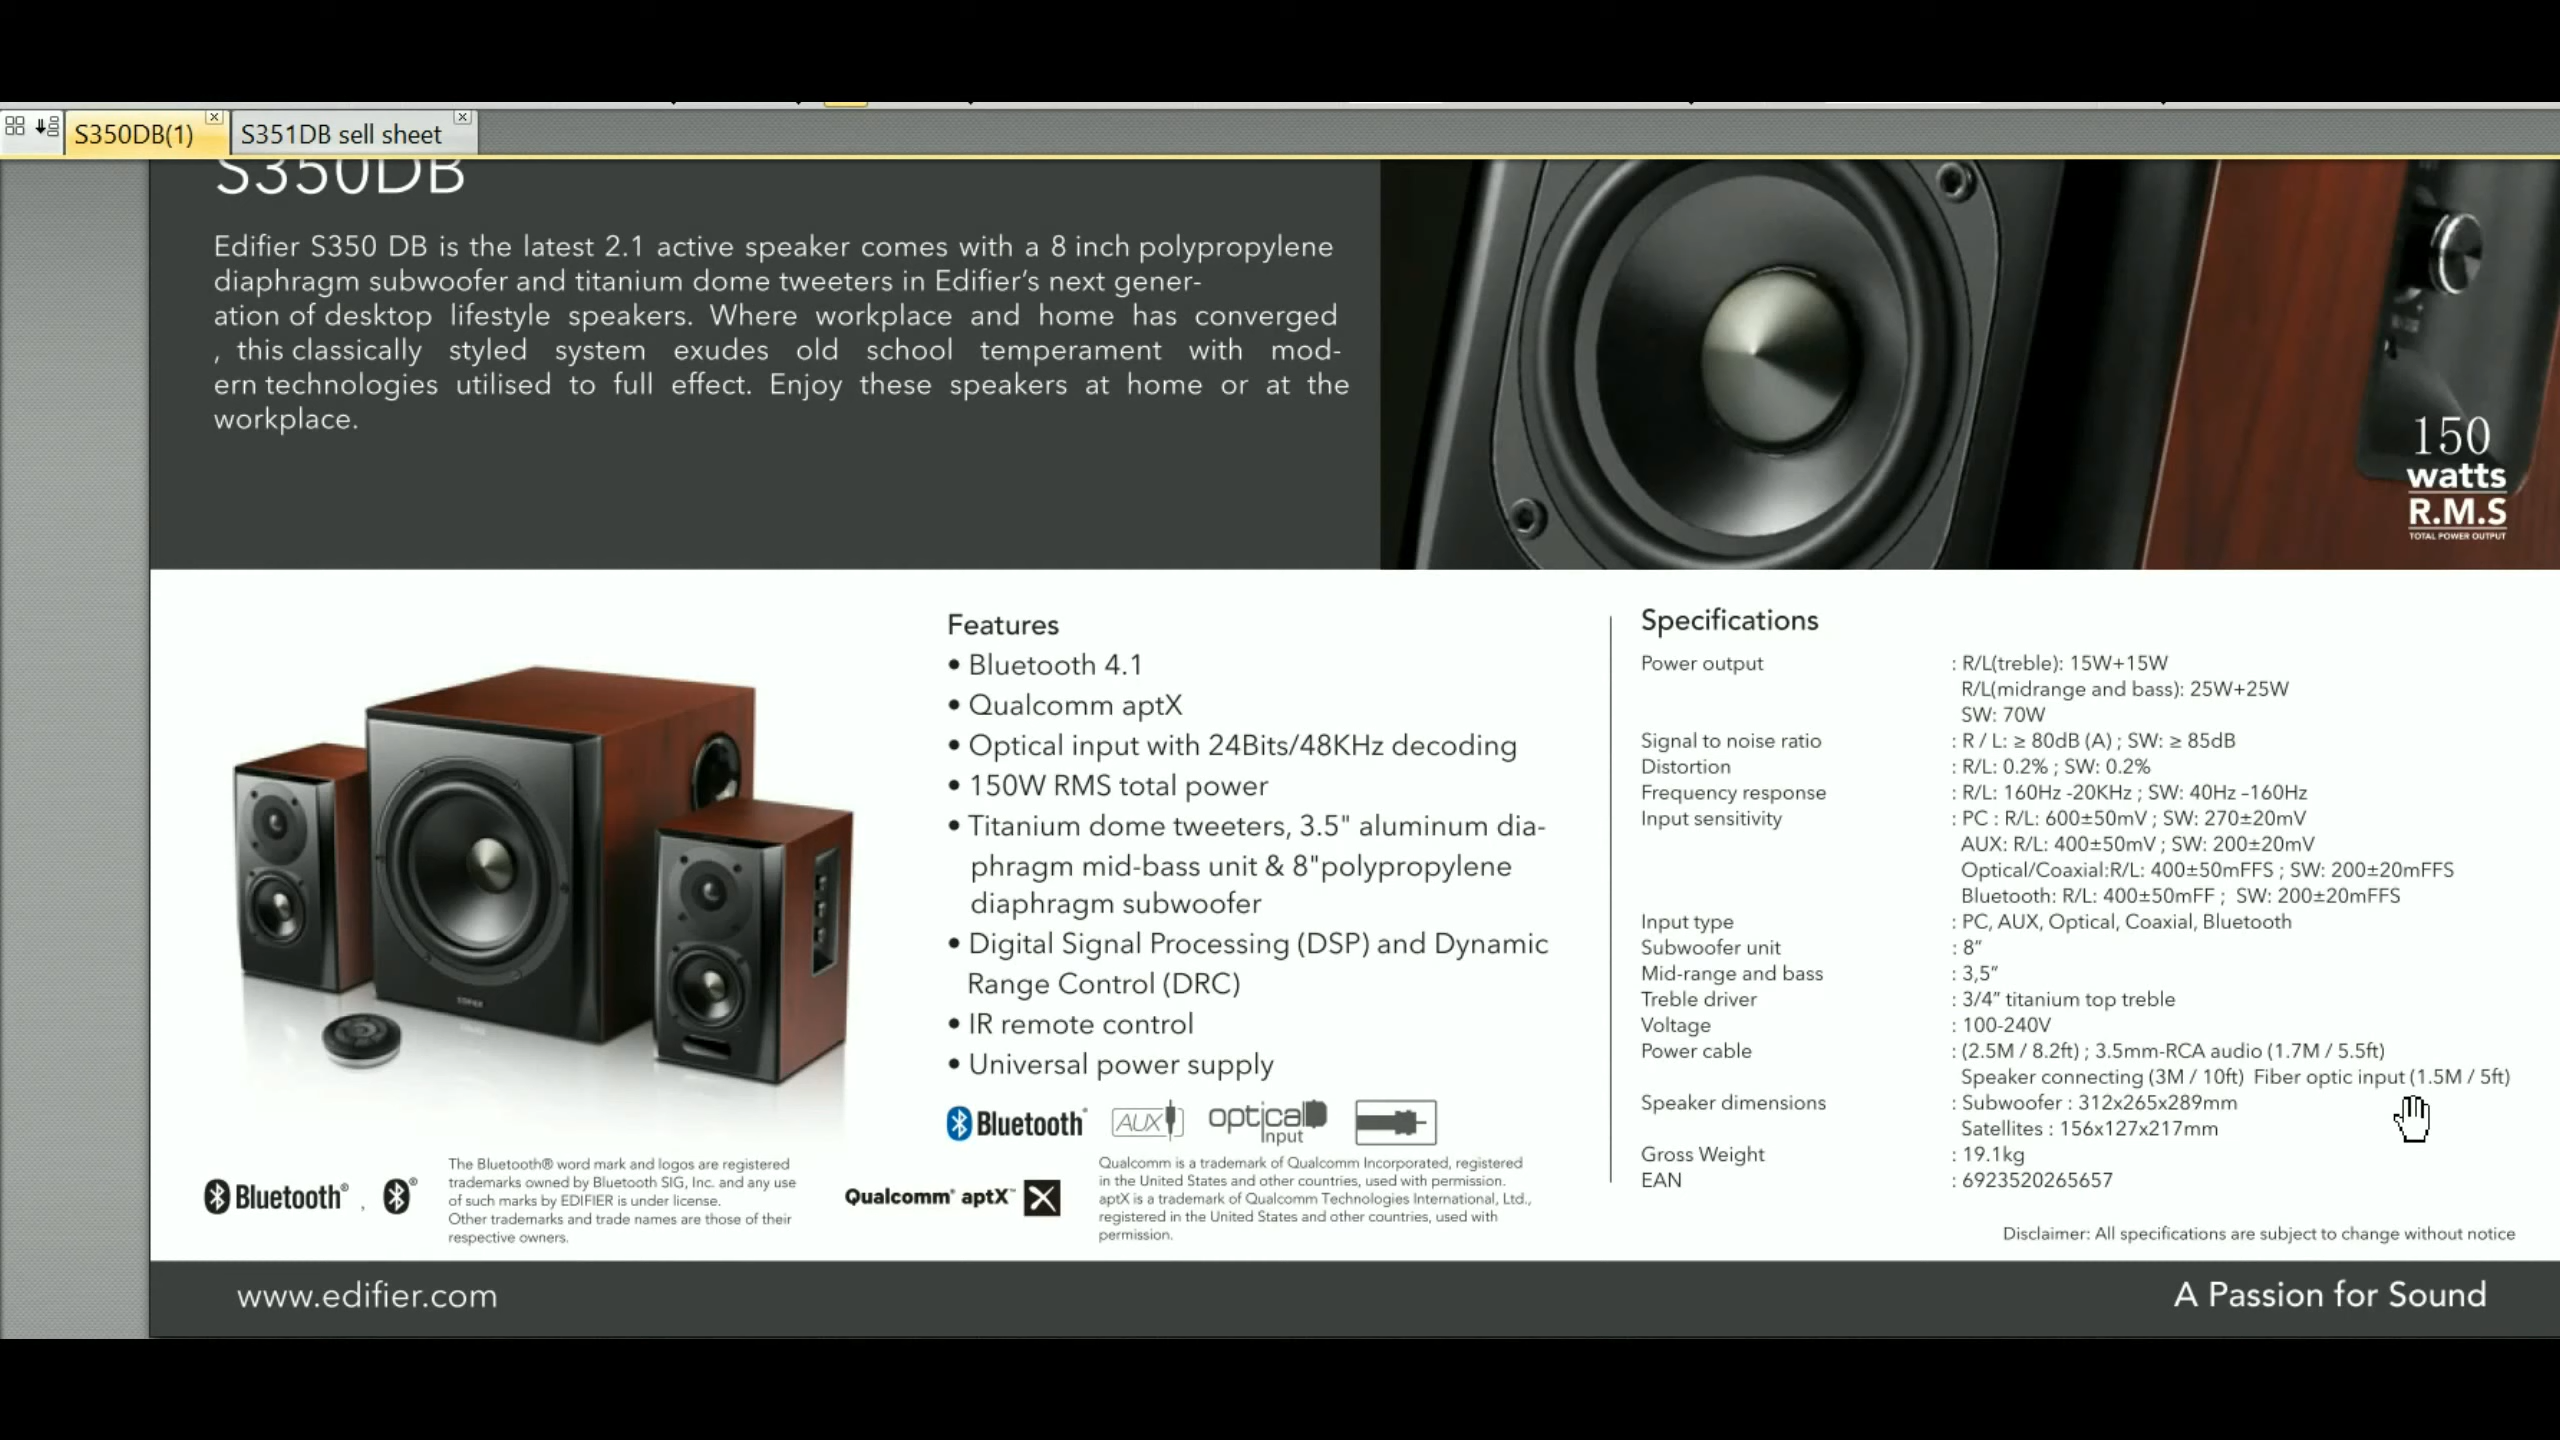 S350DB(1)
S351DB sell sheet
S350DB
Edifier S350 DB is the latest 2.1 active speaker comes with a 8 inch polypropylene
diaphragm subwoofer and titanium dome tweeters in Edifier’s next gener-
ation of desktop lifestyle speakers. Where workplace and home has converged
, this classically styled system exudes old school temperament with mod-
ern technologies utilised to full effect. Enjoy these speakers at home or at the
workplace.
150
watts
R.M.S
TOTAL POWER OUTPUT
Features
• Bluetooth 4.1
• Qualcomm aptX
• Optical input with 24Bits/48KHz decoding
• 150W RMS total power
• Titanium dome tweeters, 3.5" aluminum dia-
phragm mid-bass unit & 8"polypropylene
diaphragm subwoofer
• Digital Signal Processing (DSP) and Dynamic
Range Control (DRC)
• IR remote control
• Universal power supply
Bluetooth® AUX optical input
EDIFIER
Bluetooth® , ®
The Bluetooth® word mark and logos are registered
trademarks owned by Bluetooth SIG, Inc. and any use
of such marks by EDIFIER is under license.
Other trademarks and trade names are those of their
respective owners.
Qualcomm® aptX™
Qualcomm is a trademark of Qualcomm Incorporated, registered
in the United States and other countries, used with permission.
aptX is a trademark of Qualcomm Technologies International, Ltd.,
registered in the United States and other countries, used with
permission.
Specifications
Power output : R/L(treble): 15W+15W
R/L(midrange and bass): 25W+25W
SW: 70W
Signal to noise ratio : R / L: ≥ 80dB (A) ; SW: ≥ 85dB
Distortion : R/L: 0.2% ; SW: 0.2%
Frequency response : R/L: 160Hz -20KHz ; SW: 40Hz –160Hz
Input sensitivity : PC : R/L: 600±50mV ; SW: 270±20mV
AUX: R/L: 400±50mV ; SW: 200±20mV
Optical/Coaxial:R/L: 400±50mFFS ; SW: 200±20mFFS
Bluetooth: R/L: 400±50mFF ; SW: 200±20mFFS
Input type : PC, AUX, Optical, Coaxial, Bluetooth
Subwoofer unit : 8”
Mid-range and bass : 3,5”
Treble driver : 3/4” titanium top treble
Voltage : 100-240V
Power cable : (2.5M / 8.2ft) ; 3.5mm-RCA audio (1.7M / 5.5ft)
Speaker connecting (3M / 10ft) Fiber optic input (1.5M / 5ft)
Speaker dimensions : Subwoofer : 312x265x289mm
Satellites : 156x127x217mm
Gross Weight : 19.1kg
EAN : 6923520265657
Disclaimer: All specifications are subject to change without notice
www.edifier.com
A Passion for Sound